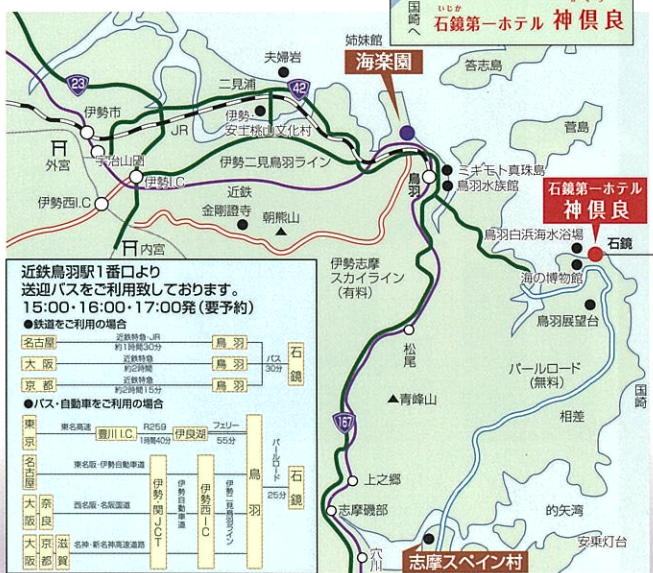 国崎へ
いじか
石鏡第一ホテル 神倶良
姉妹館
海楽園
答志島
夫婦岩
二見浦
42
23
伊勢市
伊勢・
安土桃山文化村
菅島
JR
外宮
宇治山田
伊勢二見鳥羽ライン
ミキモト真珠島
鳥羽水族館
鳥羽
伊勢I.C
近鉄
石鏡第一ホテル
神倶良
伊勢西I.C
金剛證寺
朝熊山
鳥羽白浜海水浴場
石鏡
内宮
海の博物館
伊勢志摩
スカイライン
(有料)
鳥羽展望台
松尾
パールロード
(無料)
国崎
青峰山
相差
167
上之郷
志摩磯部
的矢湾
安乗灯台
穴川
志摩スペイン村
近鉄鳥羽駅1番口より
送迎バスをご利用致しております。
15:00・16:00・17:00発(要予約)
●鉄道をご利用の場合
名古屋 近鉄特急・JR 約1時間30分 鳥羽
大阪 近鉄特急 約2時間 鳥羽
京都 近鉄特急 約2時間15分 鳥羽
バス 30分
石鏡
●バス・自動車をご利用の場合
東京 東名高速 豊川I.C. R259 1時間40分 伊良湖 フェリー 55分
名古屋 東名阪・伊勢自動車道
大阪 奈良 西名阪・名阪国道
大阪 京都 滋賀 名神・新名神高速道路
伊勢・関JCT
伊勢自動車道
伊勢西IC
伊勢二見鳥羽ライン
鳥羽
パールロード
25分
石鏡